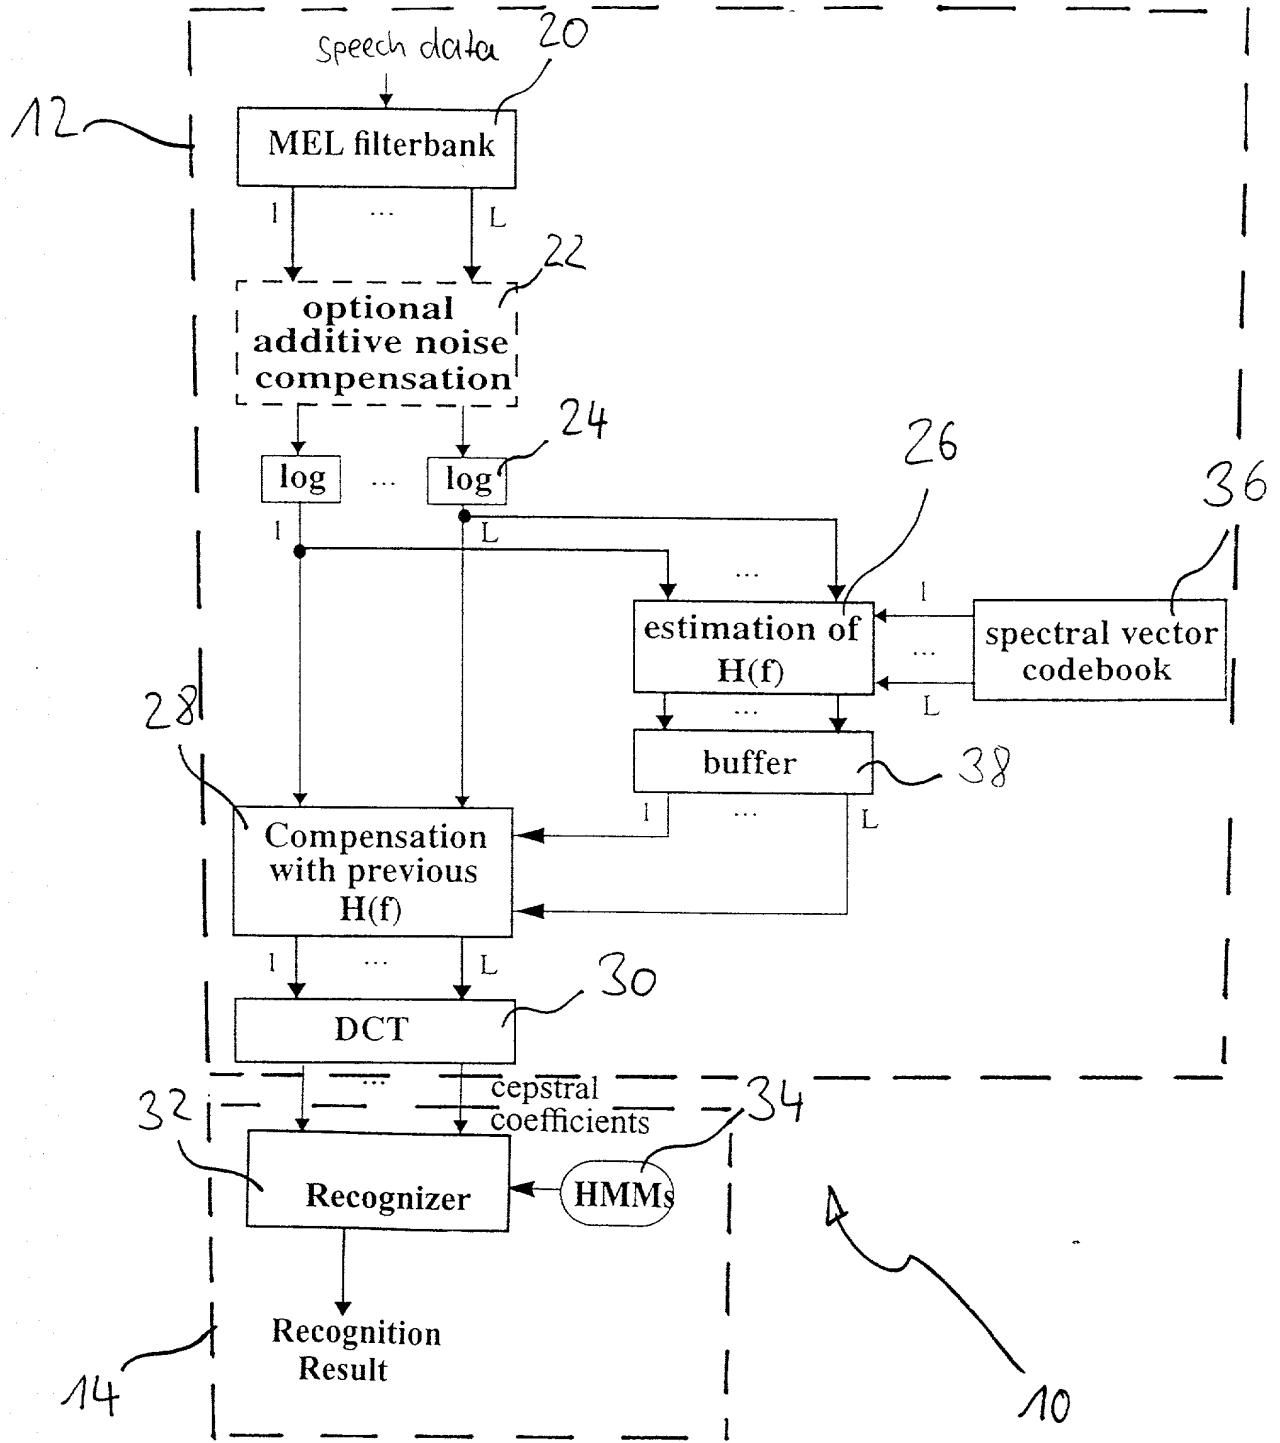 speech data
20
12
MEL filterbank
1 ... L
22
optional
additive noise
compensation
24
26
36
log ... log
1 L
...
estimation of
H(f)
1
...
L
spectral vector
codebook
28
...
buffer
38
1 ... L
Compensation
with previous
H(f)
1 ... L
30
DCT
...
cepstral
coefficients
32
34
Recognizer
HMMs
Recognition
Result
14
10